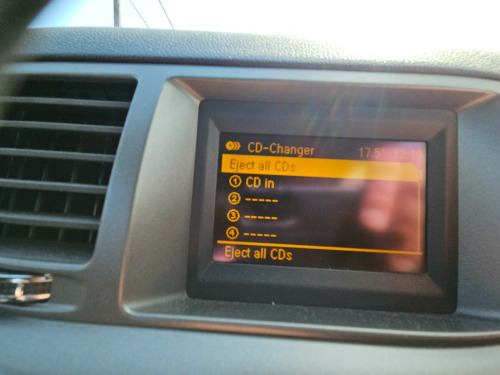 CD-Changer
Eject all CDs
① CD in
② -----
③ -----
④ -----
Eject all CDs